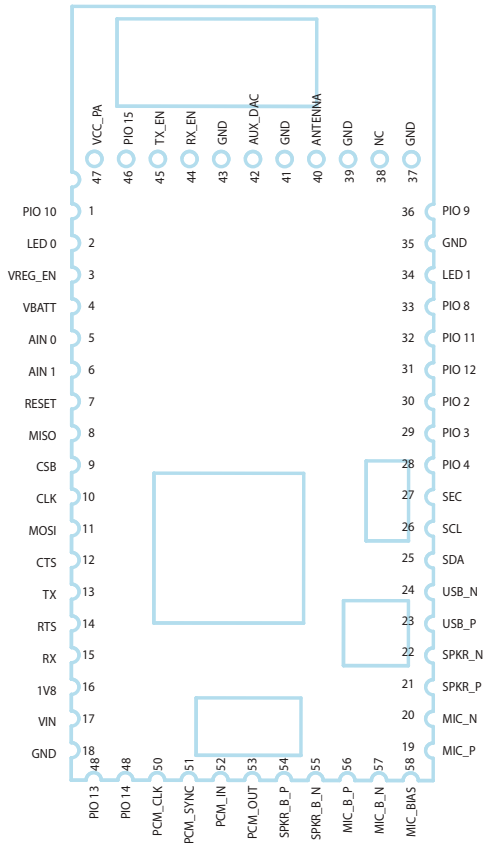 VCC_PA
PIO 15
TX_EN
RX_EN
GND
AUX_DAC
GND
ANTENNA
GND
NC
GND
47
46
45
44
43
42
41
40
39
38
37
PIO 10 1
LED 0 2
VREG_EN 3
VBATT 4
AIN 0 5
AIN 1 6
RESET 7
MISO 8
CSB 9
CLK 10
MOSI 11
CTS 12
TX 13
RTS 14
RX 15
1V8 16
VIN 17
GND 18
36 PIO 9
35 GND
34 LED 1
33 PIO 8
32 PIO 11
31 PIO 12
30 PIO 2
29 PIO 3
28 PIO 4
27 SEC
26 SCL
25 SDA
24 USB_N
23 USB_P
22 SPKR_N
21 SPKR_P
20 MIC_N
19 MIC_P
48
48
50
51
52
53
54
55
56
57
58
PIO 13
PIO 14
PCM_CLK
PCM_SYNC
PCM_IN
PCM_OUT
SPKR_B_P
SPKR_B_N
MIC_B_P
MIC_B_N
MIC_BIAS